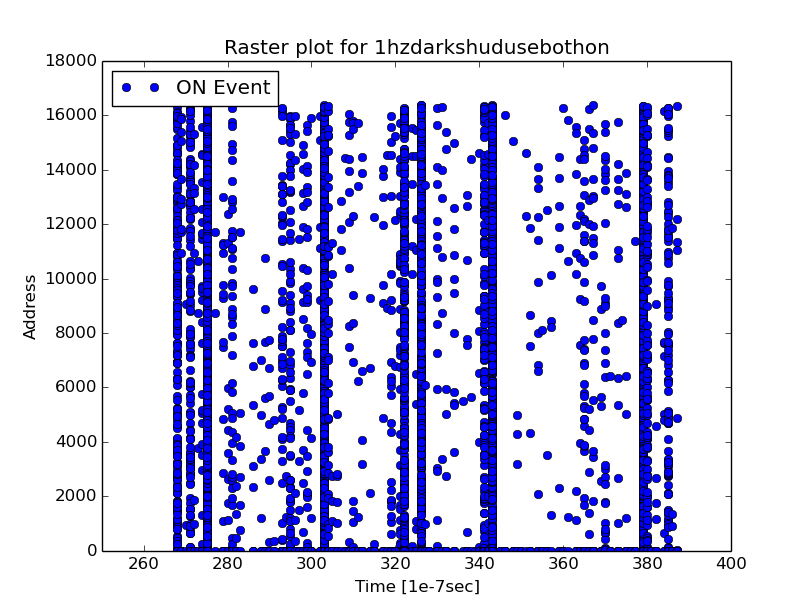 Raster plot for 1hzdarkshudusebothon
ON Event
18000
16000
14000
12000
10000
8000
6000
4000
2000
0
Address
260 280 300 320 340 360 380 400
Time [1e-7sec]